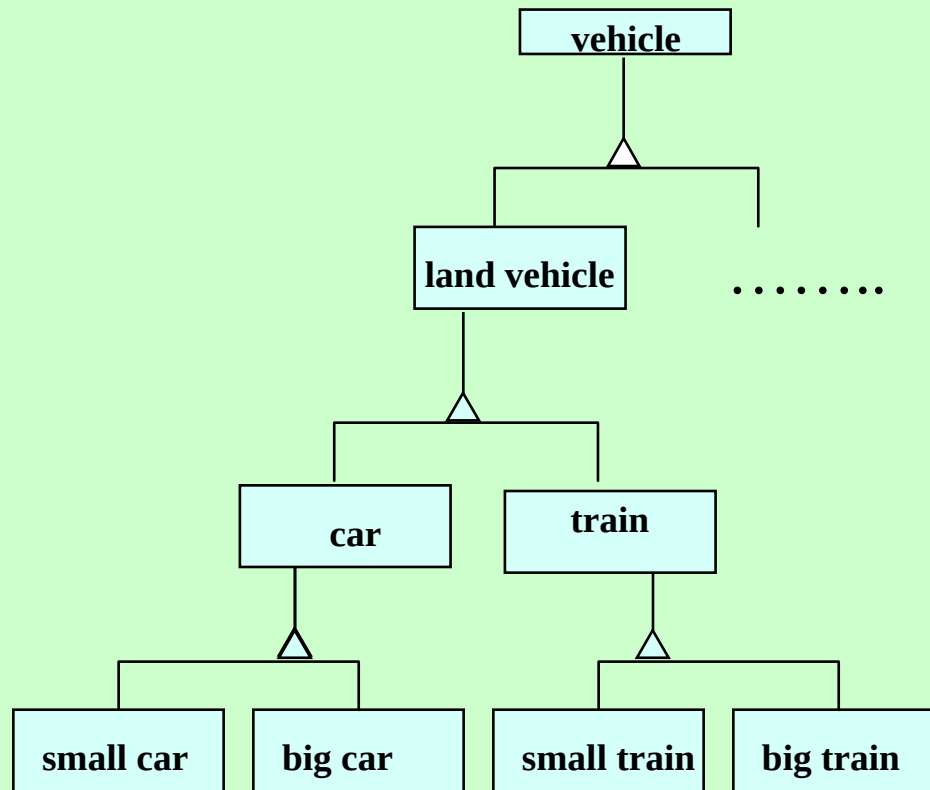 vehicle
land vehicle
........
car
train
small car
big car
small train
big train